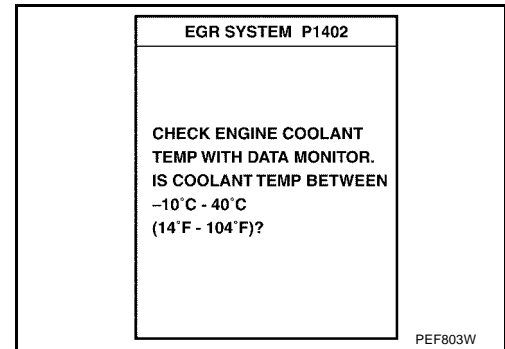 EGR SYSTEM P1402
CHECK ENGINE COOLANT
TEMP WITH DATA MONITOR.
IS COOLANT TEMP BETWEEN
–10°C - 40°C
(14°F - 104°F)?
PEF803W